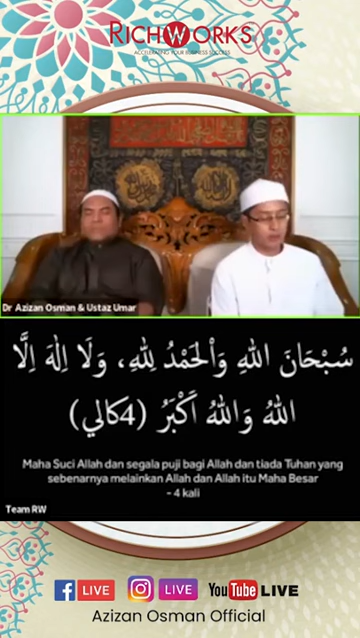 RICHWORKS
ACCELERATING YOUR BUSINESS SUCCESS
Dr Azizan Osman & Ustaz Umar
سُبْحَانَ اللهِ وَاْلحَمْدُ لِلهِ، وَلَا اِلٰهَ اِلَّا
اللهُ وَاللهُ اَكْبَرُ (4كالي)
Maha Suci Allah dan segala puji bagi Allah dan tiada Tuhan yang
sebenarnya melainkan Allah dan Allah itu Maha Besar
~ 4 kali
Team RW
f LIVE LIVE YouTube LIVE
Azizan Osman Official